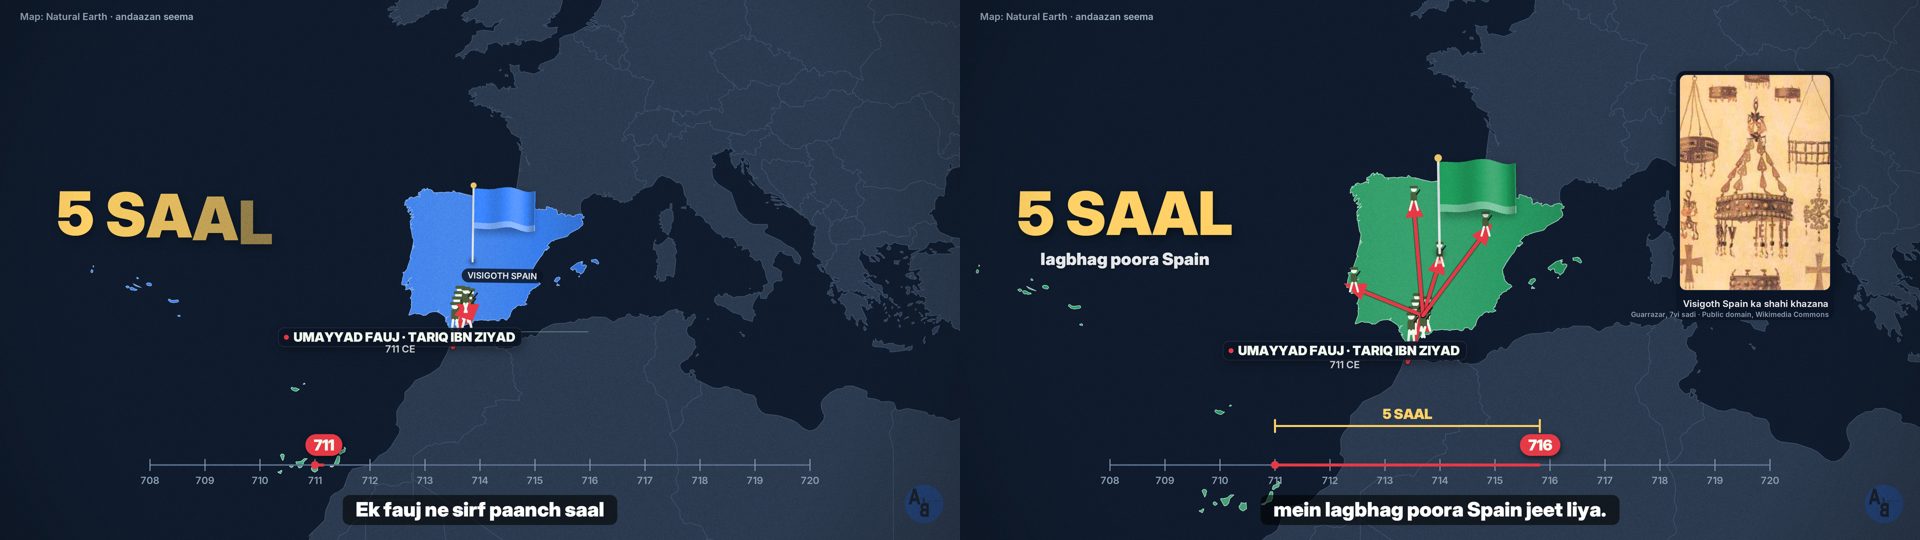 Map: Natural Earth · andaazan seema
5 SAAL
VISIGOTH SPAIN
UMAYYAD FAUJ · TARIQ IBN ZIYAD
711 CE
711
708 709 710 711 712 713 714 715 716 717 718 719 720
Ek fauj ne sirf paanch saal
AB
Map: Natural Earth · andaazan seema
5 SAAL
lagbhag poora Spain
Visigoth Spain ka shahi khazana
Guarrazar, 7vi sadi · Public domain, Wikimedia Commons
UMAYYAD FAUJ · TARIQ IBN ZIYAD
711 CE
5 SAAL
716
708 709 710 711 712 713 714 715 716 717 718 719 720
mein lagbhag poora Spain jeet liya.
AB